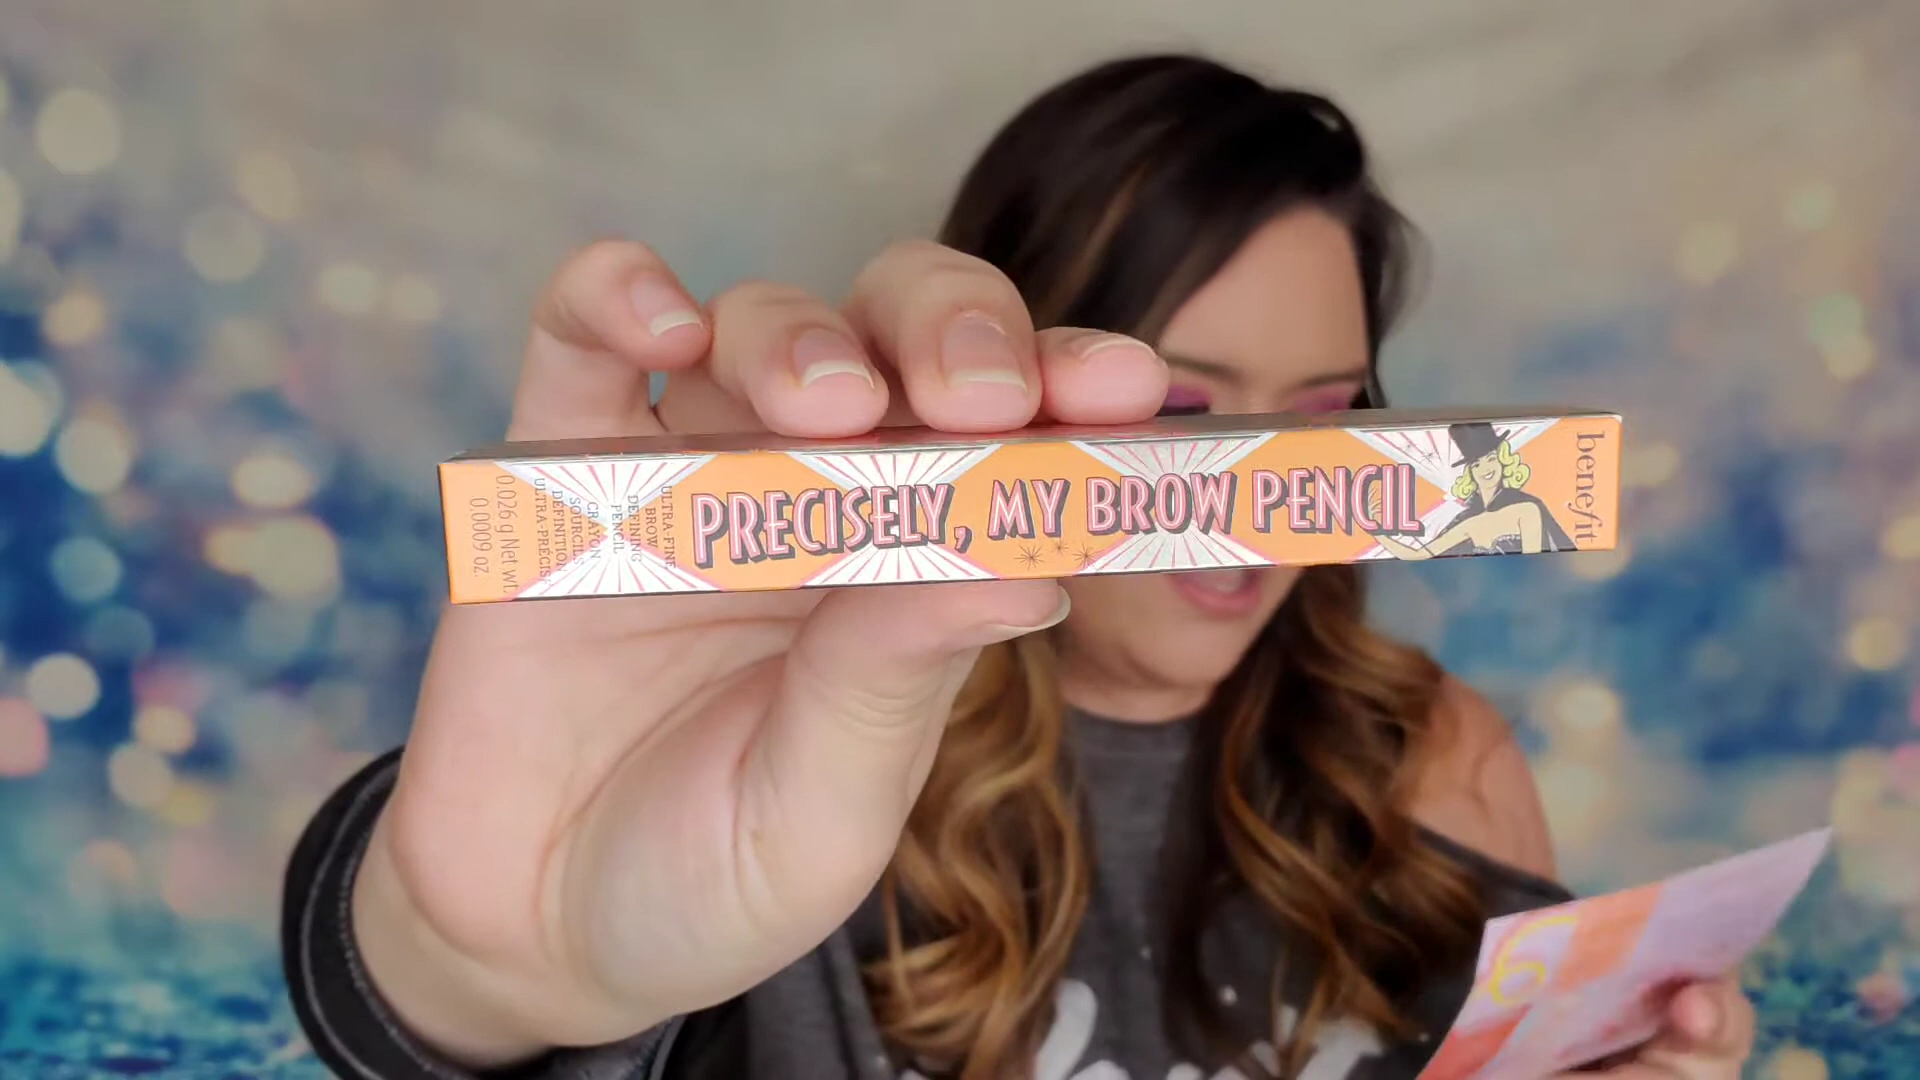 PRECISELY, MY BROW PENCIL
benefit
ULTRA-FINE
BROW
DEFINING
PENCIL
CRAYON
SOURCILS
DÉFINITION
ULTRA-PRÉCISE
0.026 g Net wt.
0.0009 oz.